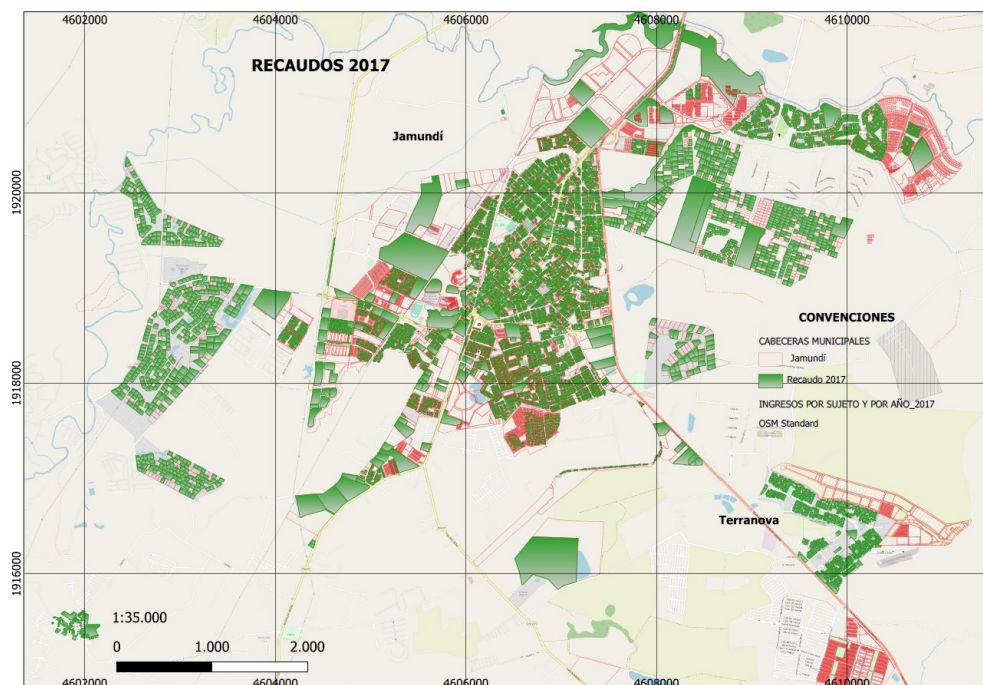 4602000 4604000 4606000 4608000 4610000
RECAUDOS 2017
Jamundí
1920000
CONVENCIONES
CABECERAS MUNICIPALES
Jamundí
1918000
Recaudo 2017
INGRESOS POR SUJETO Y POR AÑO_2017
OSM Standard
Terranova
1916000
1:35.000
0 1.000 2.000
4602000 4604000 4606000 4608000 4610000